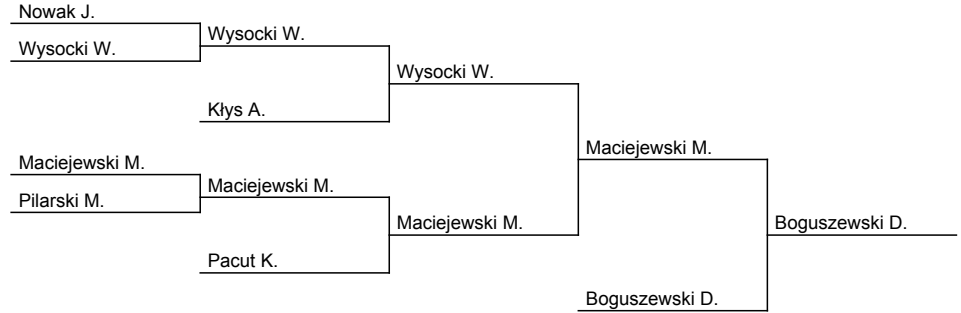 Nowak J.
Wysocki W.
Wysocki W.
Wysocki W.
Kłys A.
Maciejewski M.
Maciejewski M.
Pilarski M.
Maciejewski M.
Maciejewski M.
Boguszewski D.
Pacut K.
Boguszewski D.